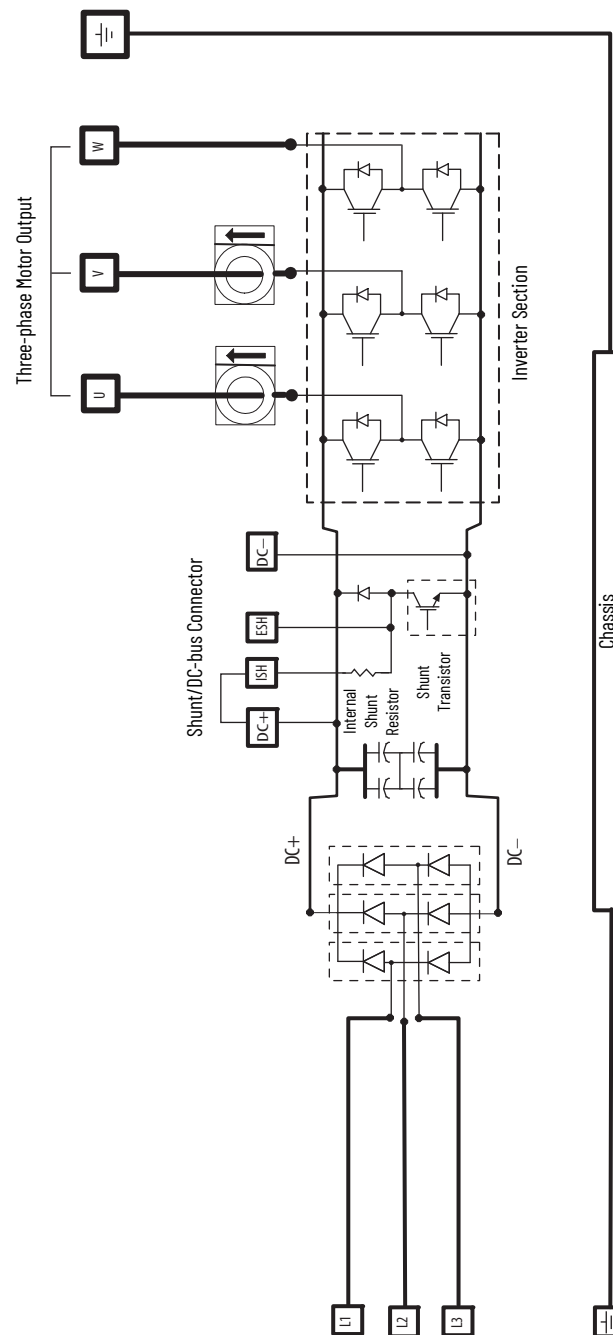 Three-phase Motor Output
U
V
W
Shunt/DC-bus Connector
DC+
ISH
ESH
DC−
Internal
Shunt
Resistor
Shunt
Transistor
Inverter Section
DC+
DC−
L1
L2
L3
Chassis